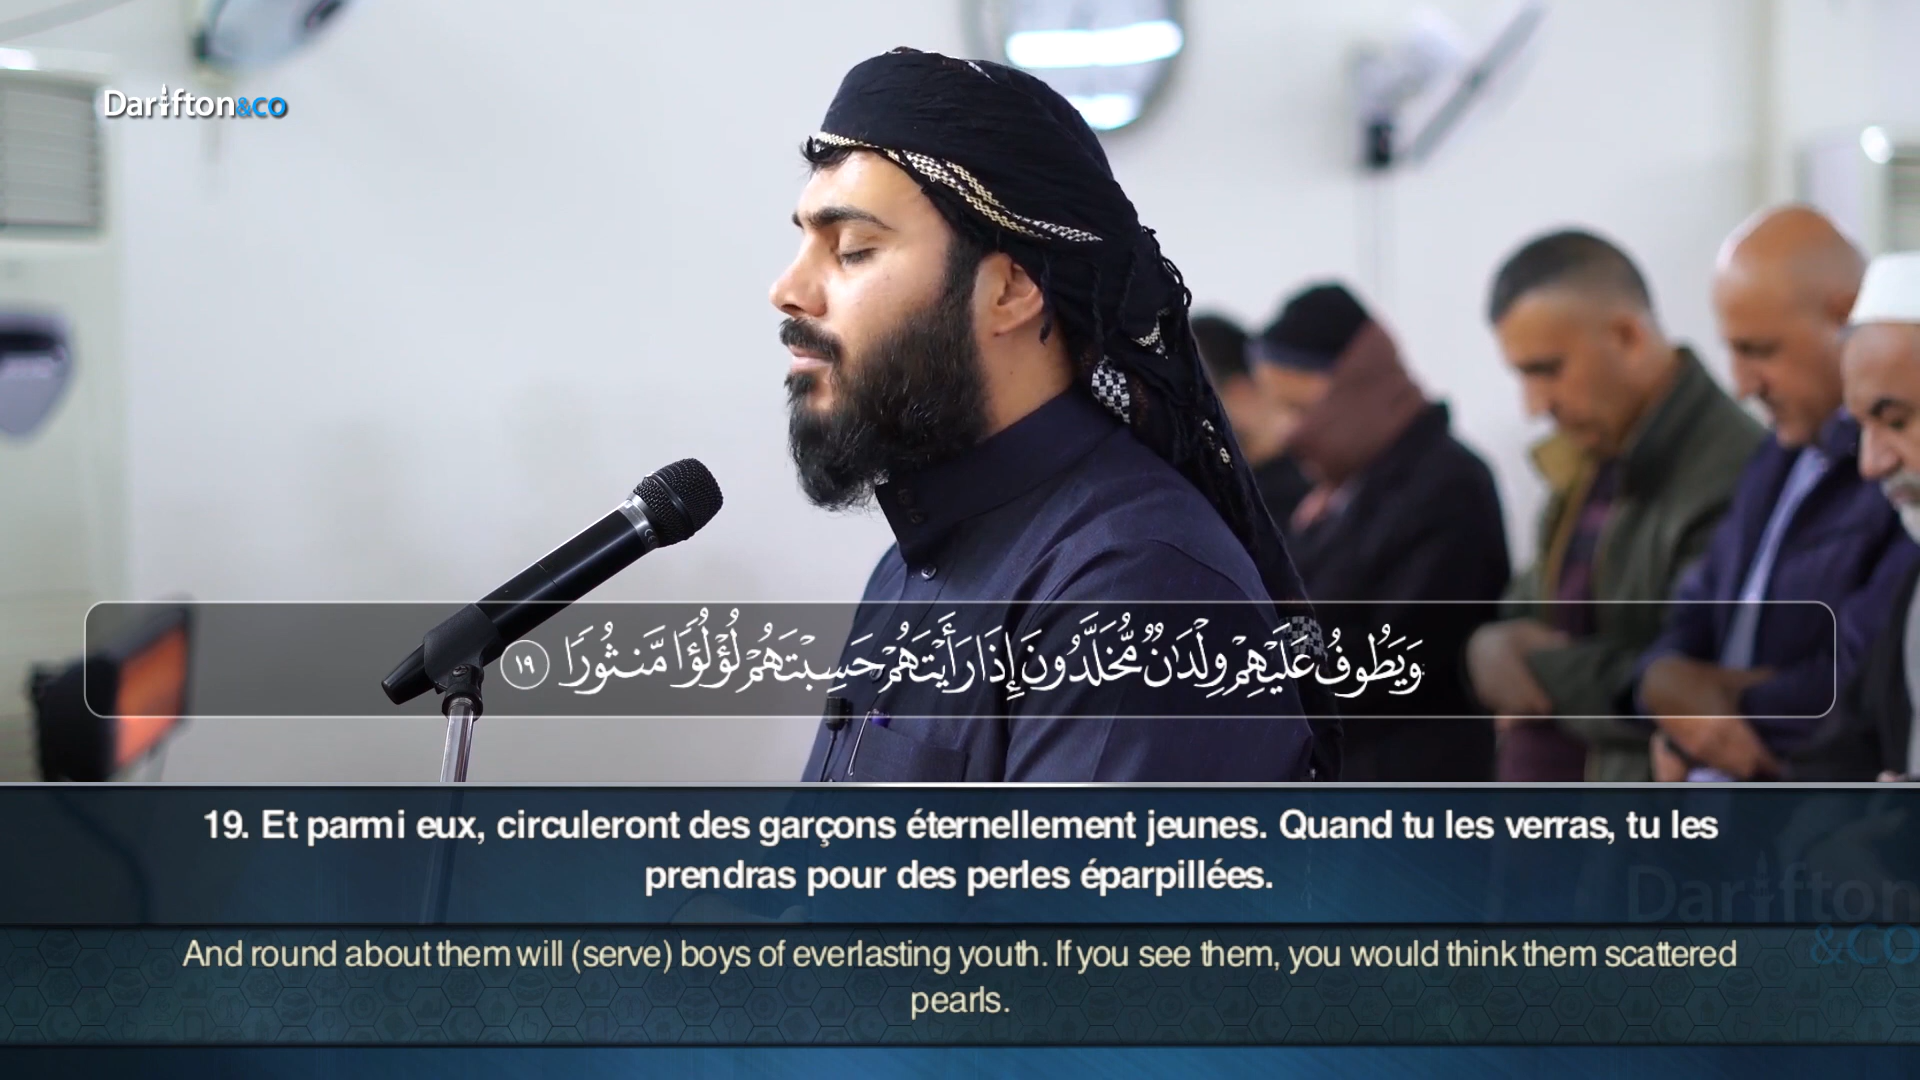 Darifton&co
وَيَطُوفُ عَلَيْهِمْ وِلْدَٰنٌ مُّخَلَّدُونَ إِذَا رَأَيْتَهُمْ حَسِبْتَهُمْ لُؤْلُؤًا مَّنثُورًا ١٩
19. Et parmi eux, circuleront des garçons éternellement jeunes. Quand tu les verras, tu les
prendras pour des perles éparpillées.
Darifton
&co
And round about them will (serve) boys of everlasting youth. If you see them, you would think them scattered
pearls.